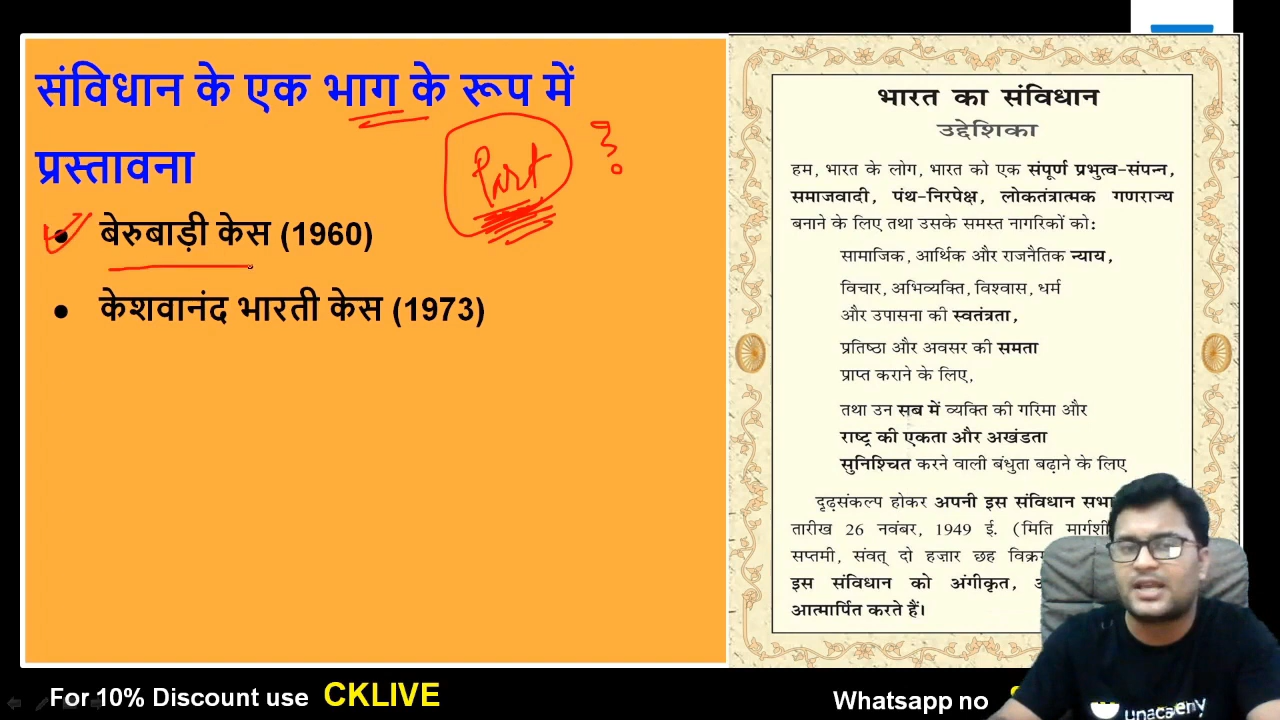 संविधान के एक भाग के रूप में
प्रस्तावना
Part ?
बेरुबाड़ी केस (1960)
केशवानंद भारती केस (1973)
भारत का संविधान
उद्देशिका
हम, भारत के लोग, भारत को एक संपूर्ण प्रभुत्व-संपन्न,
समाजवादी, पंथ-निरपेक्ष, लोकतंत्रात्मक गणराज्य
बनाने के लिए तथा उसके समस्त नागरिकों को:
सामाजिक, आर्थिक और राजनैतिक न्याय,
विचार, अभिव्यक्ति, विश्वास, धर्म
और उपासना की स्वतंत्रता,
प्रतिष्ठा और अवसर की समता
प्राप्त कराने के लिए,
तथा उन सब में व्यक्ति की गरिमा और
राष्ट्र की एकता और अखंडता
सुनिश्चित करने वाली बंधुता बढ़ाने के लिए
दृढ़संकल्प होकर अपनी इस संविधान सभा
तारीख 26 नवंबर, 1949 ई. (मिति
सप्तमी, संवत् दो हजार छह
इस संविधान को अंगीकृत,
आत्मार्पित करते हैं।
For 10% Discount use CKLIVE
Whatsapp no
unacademy